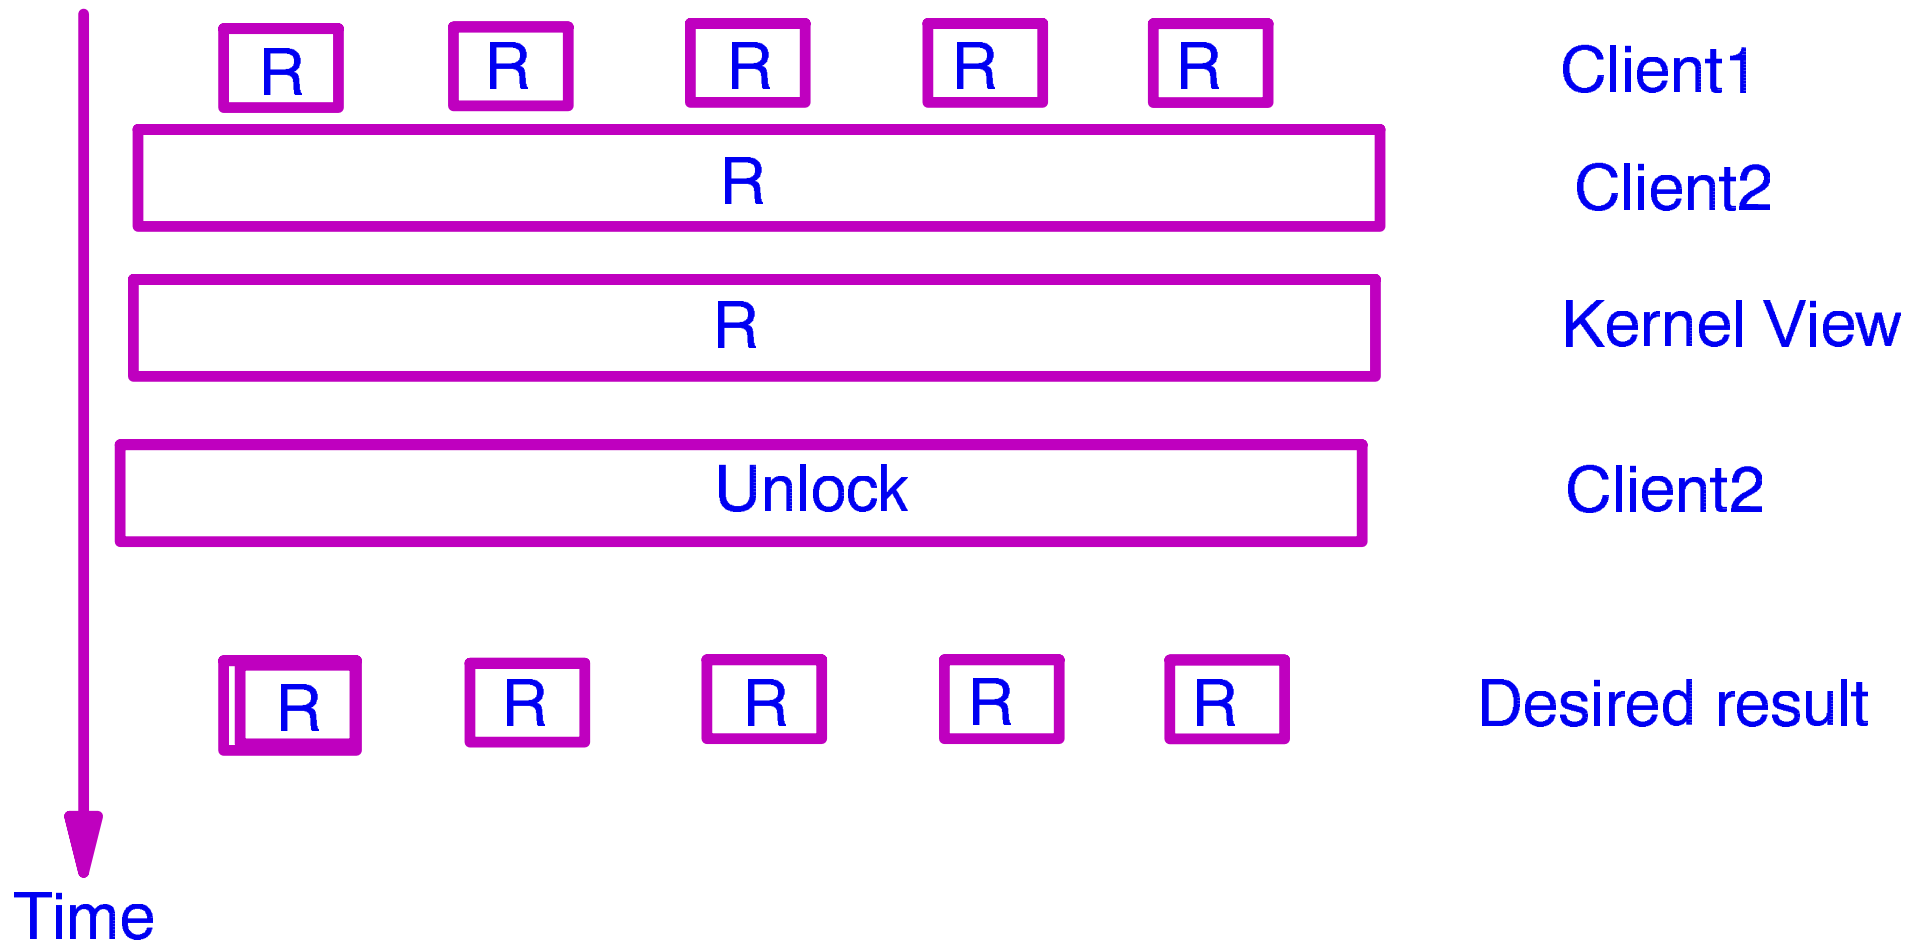 R R R R R Client1
R Client2
R Kernel View
Unlock Client2
R R R R R Desired result
Time